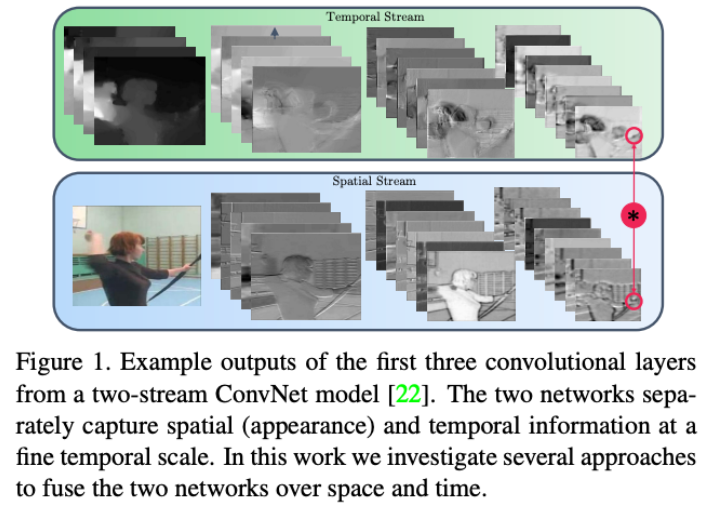 Temporal Stream
Spatial Stream
*
Figure 1. Example outputs of the first three convolutional layers
from a two-stream ConvNet model [22]. The two networks sepa-
rately capture spatial (appearance) and temporal information at a
fine temporal scale. In this work we investigate several approaches
to fuse the two networks over space and time.